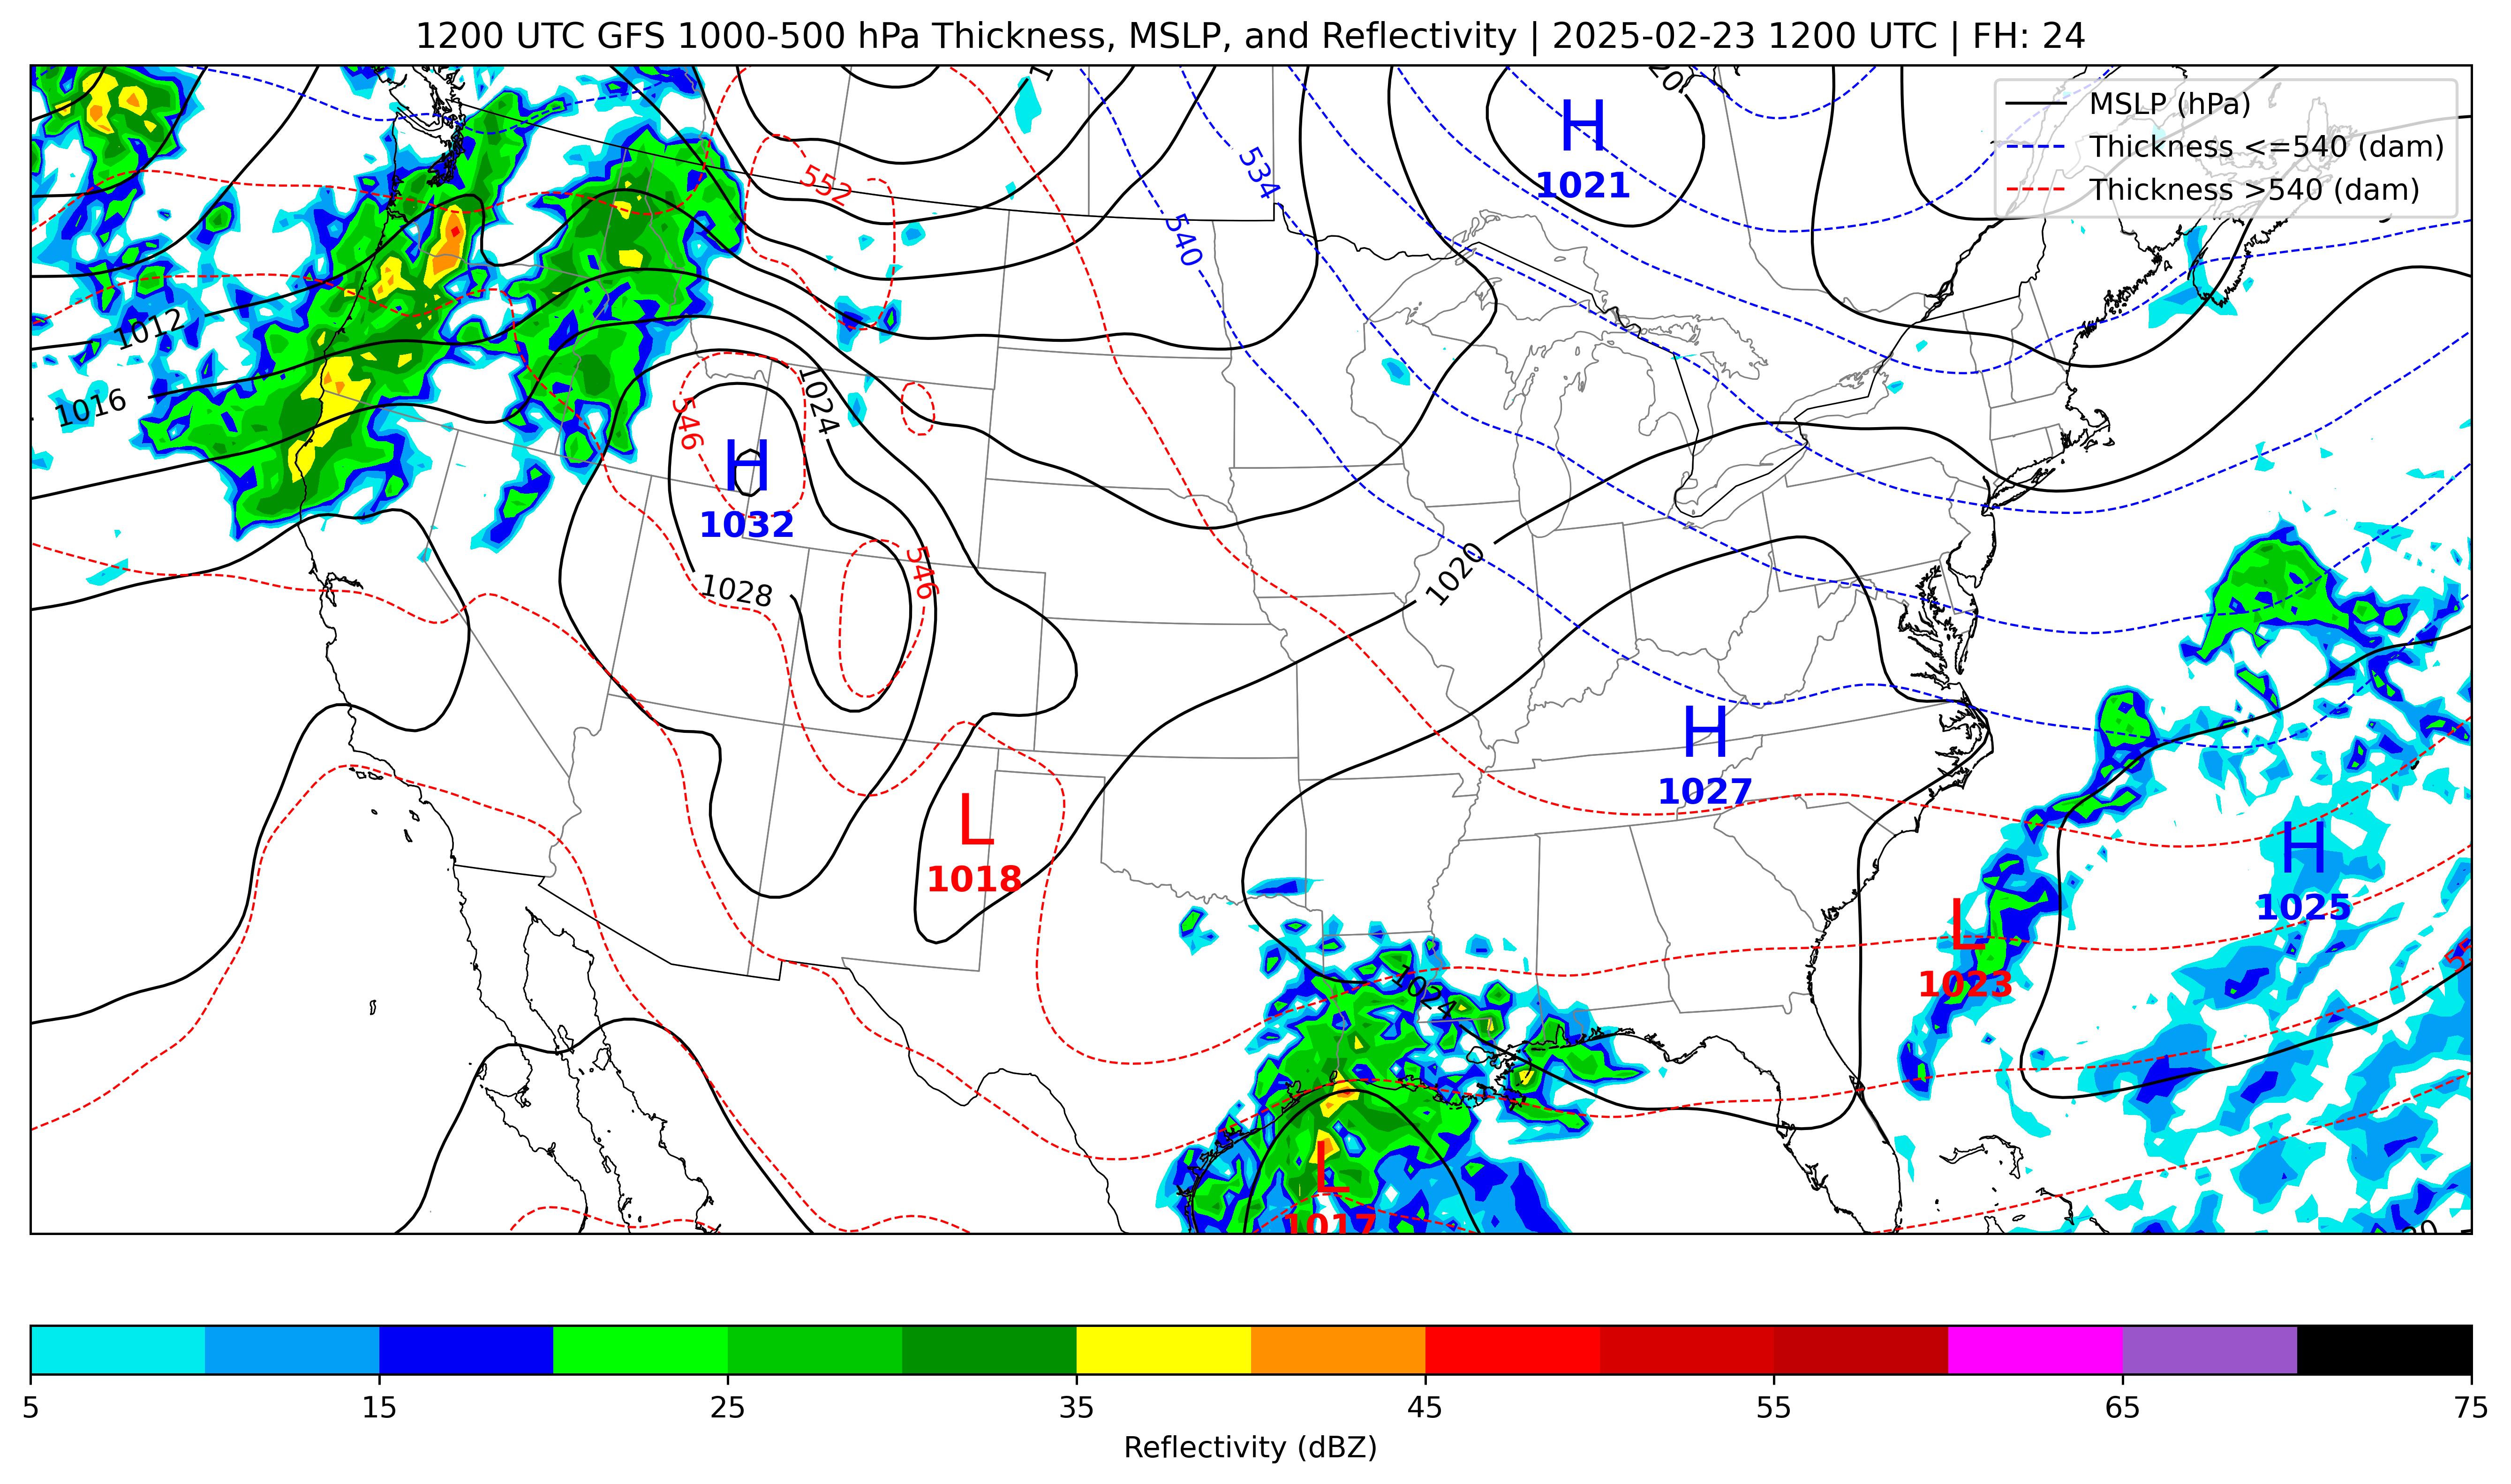 1200 UTC GFS 1000-500 hPa Thickness, MSLP, and Reflectivity | 2025-02-23 1200 UTC | FH: 24
MSLP (hPa)
Thickness <=540 (dam)
Thickness >540 (dam)
H
1021
552
534
540
1012
1016
1024
546
H
1032
1028
546
1020
H
1027
L
1018
H
1025
L
1023
1024
L
1017
5 15 25 35 45 55 65 75
Reflectivity (dBZ)